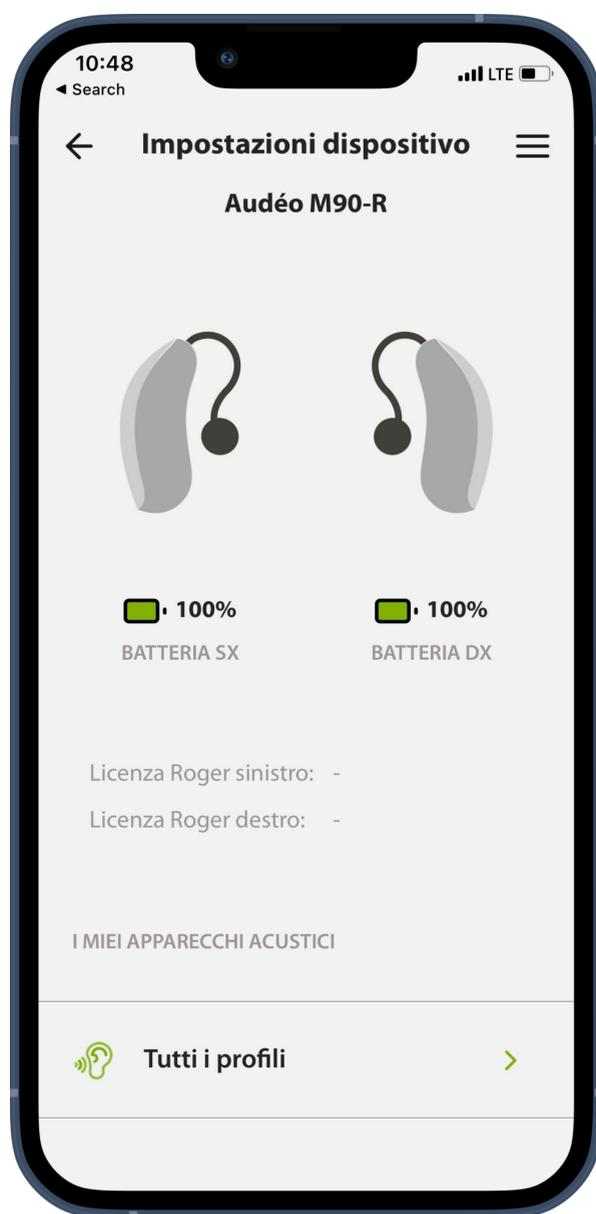 10:48
LTE
◀ Search
Impostazioni dispositivo
Audéo M90-R
100%
100%
BATTERIA SX
BATTERIA DX
Licenza Roger sinistro: -
Licenza Roger destro: -
I MIEI APPARECCHI ACUSTICI
Tutti i profili